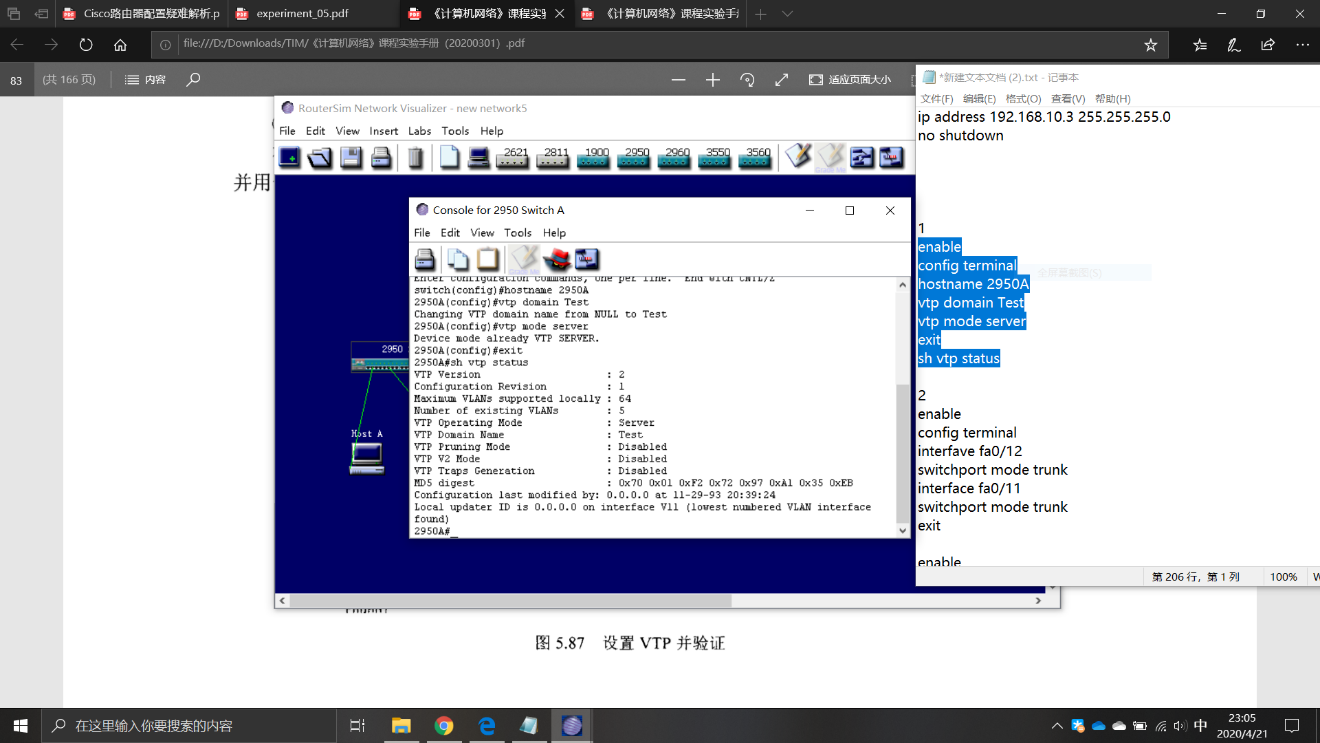 Cisco路由器配置疑难解析.p
experiment_05.pdf
《计算机网络》课程实验
《计算机网络》课程实验手册
file:///D:/Downloads/TIM/《计算机网络》课程实验手册（20200301）.pdf
83
(共 166 页)
内容
适应页面大小
并用
RouterSim Network Visualizer - new network5
File Edit View Insert Labs Tools Help
2621 2811 1900 2950 2960 3550 3560
2950
Host A
Console for 2950 Switch A
File Edit View Tools Help
Enter configuration commands, one per line. End with CNTL/Z
switch(config)#hostname 2950A
2950A(config)#vtp domain Test
Changing VTP domain name from NULL to Test
2950A(config)#vtp mode server
Device mode already VTP SERVER.
2950A(config)#exit
2950A#sh vtp status
VTP Version : 2
Configuration Revision : 1
Maximum VLANs supported locally : 64
Number of existing VLANs : 5
VTP Operating Mode : Server
VTP Domain Name : Test
VTP Pruning Mode : Disabled
VTP V2 Mode : Disabled
VTP Traps Generation : Disabled
MD5 digest : 0x70 0x01 0xF2 0x72 0x97 0xA1 0x35 0xEB
Configuration last modified by: 0.0.0.0 at 11-29-93 20:39:24
Local updater ID is 0.0.0.0 on interface Vl1 (lowest numbered VLAN interface
found)
2950A#_
图 5.87 设置 VTP 并验证
*新建文本文档 (2).txt - 记事本
文件(F) 编辑(E) 格式(O) 查看(V) 帮助(H)
ip address 192.168.10.3 255.255.255.0
no shutdown
1
enable
config terminal
hostname 2950A
vtp domain Test
vtp mode server
exit
sh vtp status
全屏幕截图(S)
2
enable
config terminal
interfave fa0/12
switchport mode trunk
interface fa0/11
switchport mode trunk
exit
enable
第 206 行，第 1 列
100%
在这里输入你要搜索的内容
中
23:05
2020/4/21